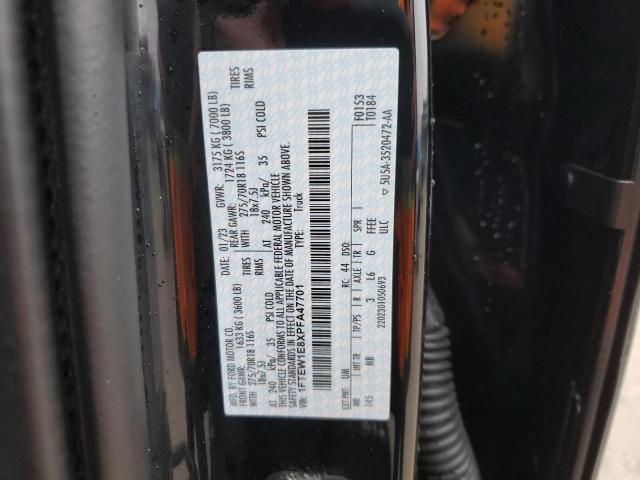 MFD. BY FORD MOTOR CO.
DATE: 01/23 GVWR: 3175 KG ( 7000 LB)
FRONT GAWR: 1633 KG ( 3600 LB) REAR GAWR: 1724 KG ( 3800 LB)
WITH 275/70R18 116S TIRES WITH 275/70R18 116S TIRES
18x7.5J RIMS 18x7.5J RIMS
AT 240 kPa/ 35 PSI COLD AT 240 kPa/ 35 PSI COLD
THIS VEHICLE CONFORMS TO ALL APPLICABLE FEDERAL MOTOR VEHICLE
SAFETY STANDARDS IN EFFECT ON THE DATE OF MANUFACTURE SHOWN ABOVE.
VIN: 1FTEW1E8XPFA47701 TYPE: Truck
F0153
T0184
EXT PNT: UM RC: 44 DSO:
WB INT TR TP/PS R AXLE TR SPR
145 NB 3 L6 G FFEE
ULC
2202301050693 5U5A-3520472-AA